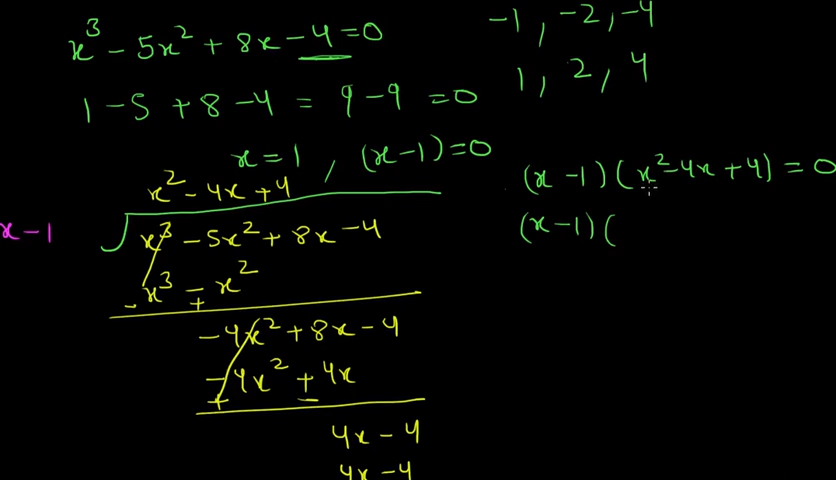 x³ − 5x² + 8x − 4 = 0
1 − 5 + 8 − 4 = 9 − 9 = 0
x = 1 , (x − 1) = 0
x² − 4x + 4
x − 1
x³ − 5x² + 8x − 4
− x³ − + x²
− 4x² + 8x − 4
− + 4x² + − 4x
4x − 4
4x − 4
−1 , −2 , −4
1 , 2 , 4
(x − 1) (x² − 4x + 4) = 0
(x − 1) (